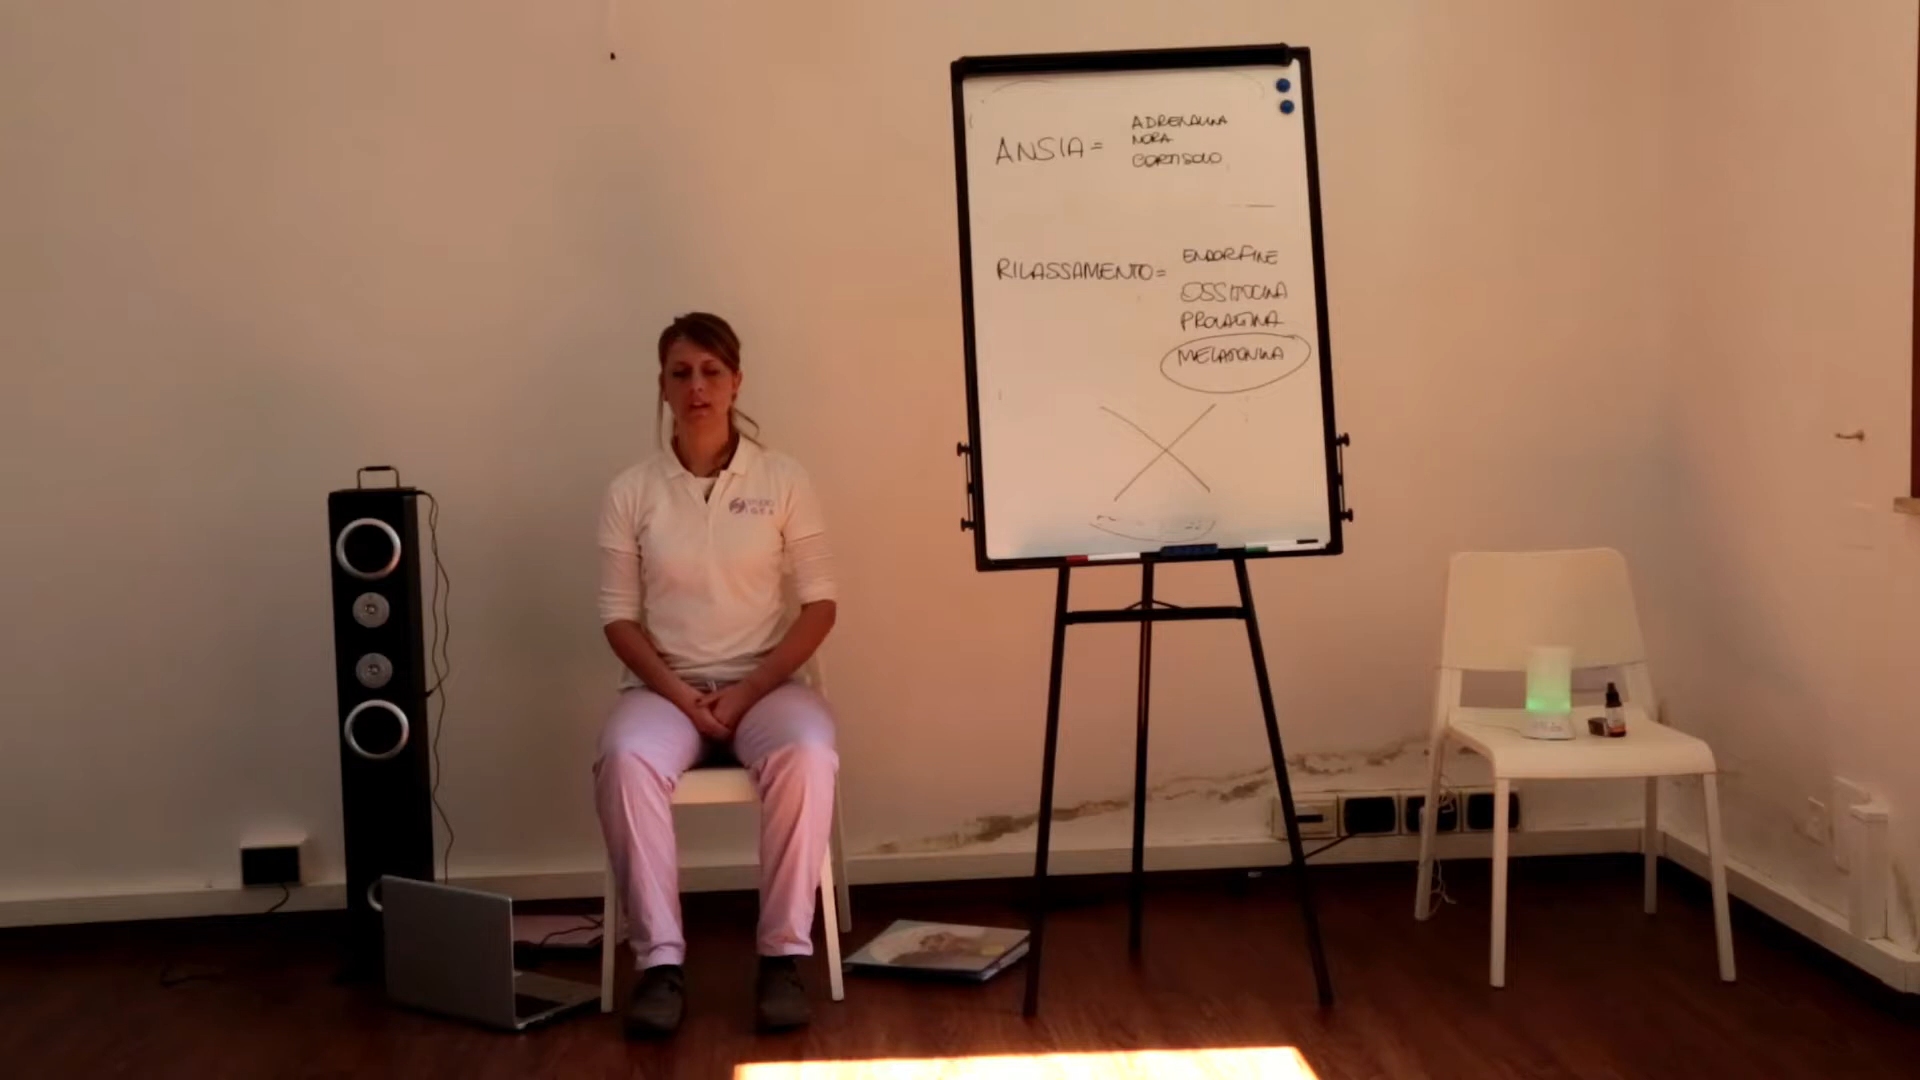 ANSIA =
ADRENALINA
NORA
CORTISOLO
RILASSAMENTO =
ENDORFINE
OSSITOCINA
PROLATTINA
MELATONINA